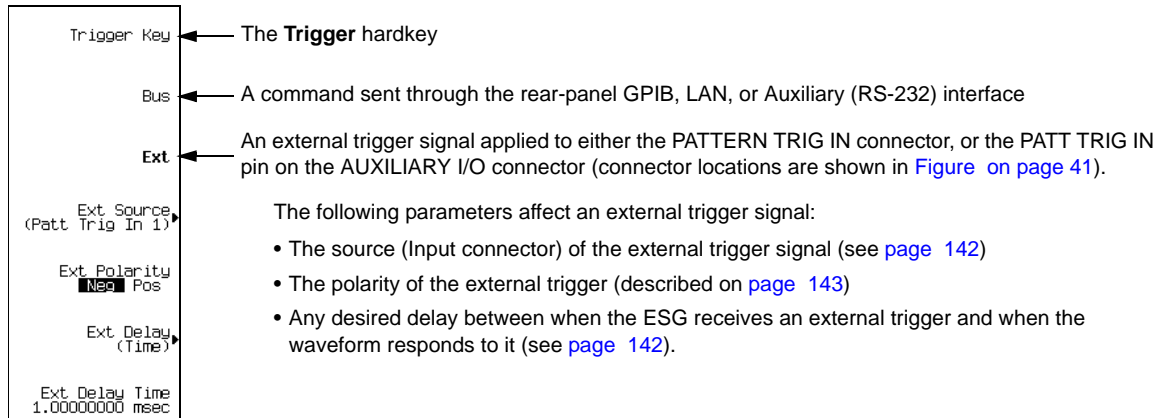 Trigger Key
The Trigger hardkey
Bus
A command sent through the rear-panel GPIB, LAN, or Auxiliary (RS-232) interface
Ext
An external trigger signal applied to either the PATTERN TRIG IN connector, or the PATT TRIG IN
pin on the AUXILIARY I/O connector (connector locations are shown in Figure  on page 41).
Ext Source
(Patt Trig In 1)
The following parameters affect an external trigger signal:
• The source (Input connector) of the external trigger signal (see page  142)
Ext Polarity
Neg Pos
• The polarity of the external trigger (described on page  143)
Ext Delay
(Time)
• Any desired delay between when the ESG receives an external trigger and when the
waveform responds to it (see page  142).
Ext Delay Time
1.00000000 msec